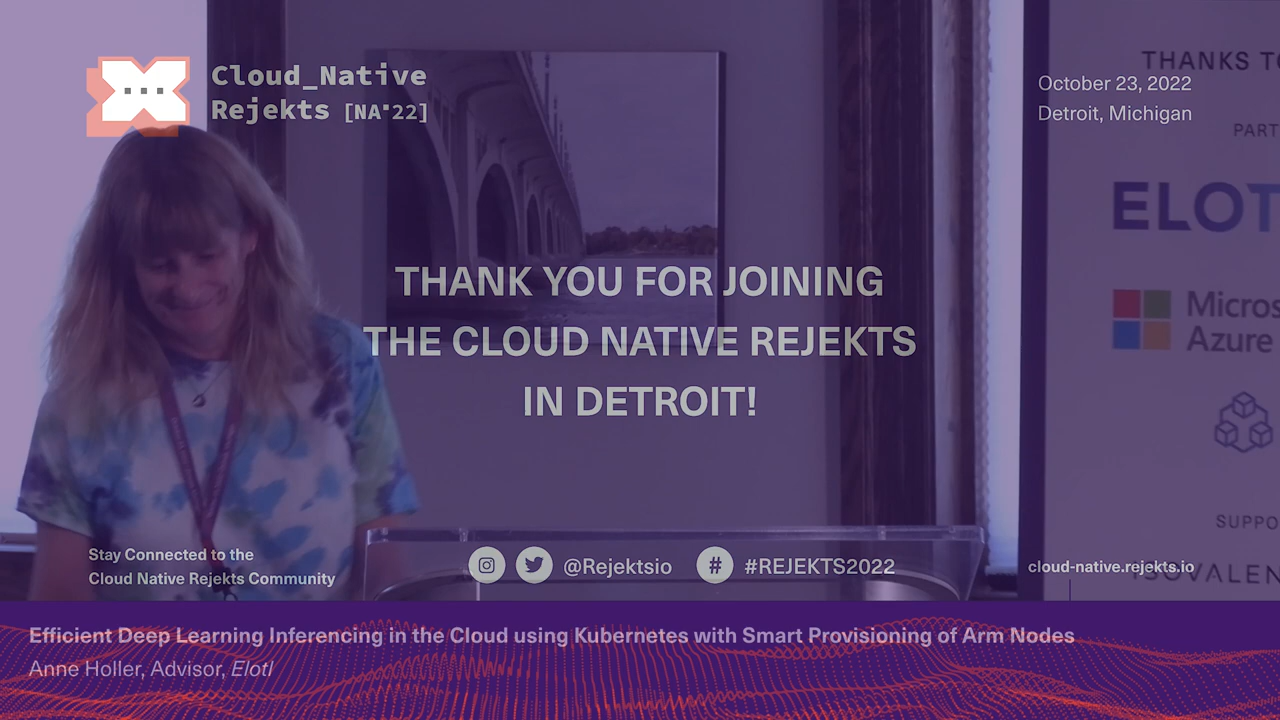 Cloud_Native
Rejekts [NA'22]
October 23, 2022
Detroit, Michigan
THANKS TO
PART
ELOT
Micros
Azure
THANK YOU FOR JOINING
THE CLOUD NATIVE REJEKTS
IN DETROIT!
SUPPO
Stay Connected to the
Cloud Native Rejekts Community
@Rejektsio
# #REJEKTS2022
cloud-native.rejekts.io
ISOVALEN
Efficient Deep Learning Inferencing in the Cloud using Kubernetes with Smart Provisioning of Arm Nodes
Anne Holler, Advisor, Elotl